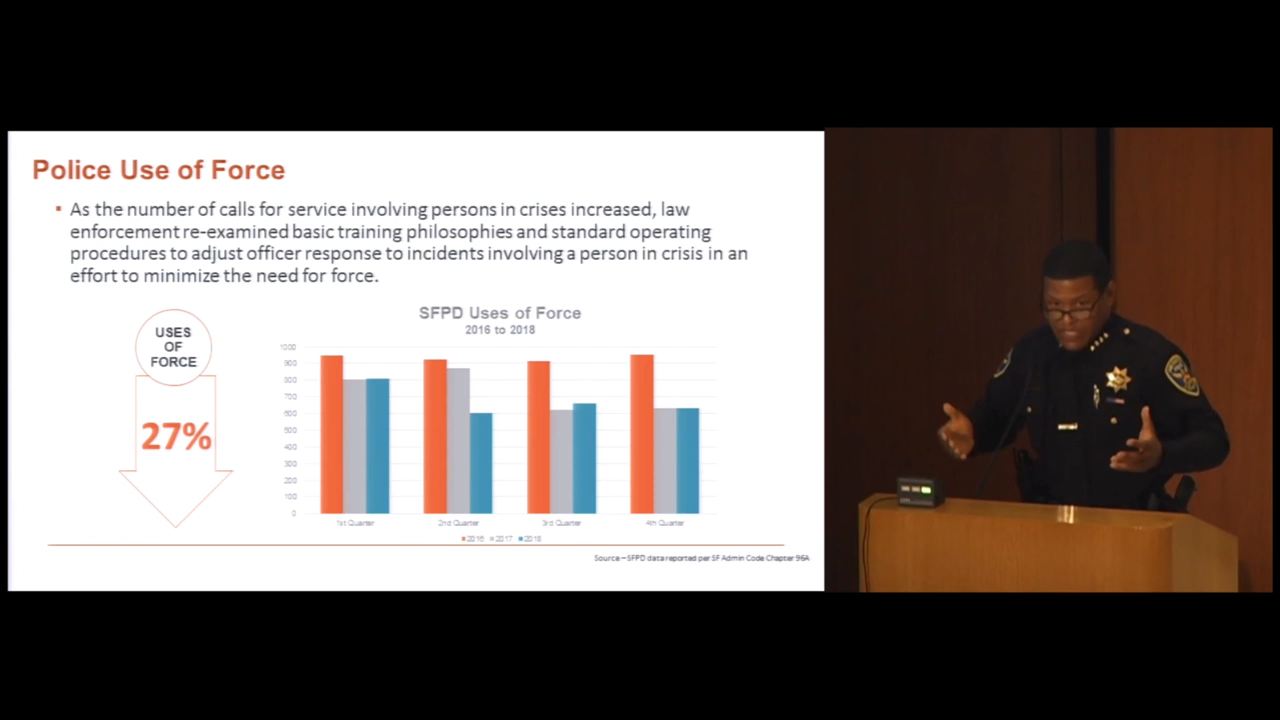 Police Use of Force
As the number of calls for service involving persons in crises increased, law
enforcement re-examined basic training philosophies and standard operating
procedures to adjust officer response to incidents involving a person in crisis in an
effort to minimize the need for force.
USES
OF
FORCE
27%
SFPD Uses of Force
2016 to 2018
1000
900
800
700
600
500
400
300
200
100
0
1st Quarter 2nd Quarter 3rd Quarter 4th Quarter
2016 2017 2018
Source – SFPD data reported per SF Admin Code Chapter 96A